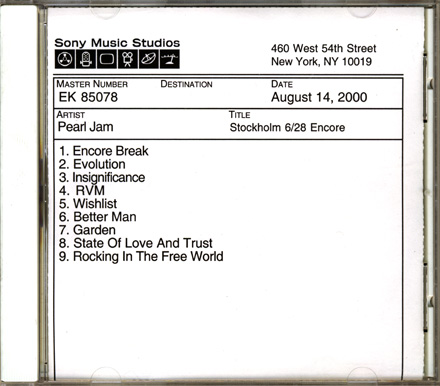 Sony Music Studios
460 West 54th Street
New York, NY 10019
MASTER NUMBER DESTINATION DATE
EK 85078 August 14, 2000
ARTIST TITLE
Pearl Jam Stockholm 6/28 Encore
1. Encore Break
2. Evolution
3. Insignificance
4. RVM
5. Wishlist
6. Better Man
7. Garden
8. State Of Love And Trust
9. Rocking In The Free World